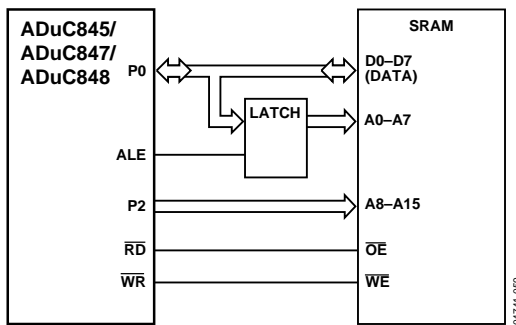 ADuC845/
ADuC847/
ADuC848
SRAM
P0
D0–D7
(DATA)
LATCH
A0–A7
ALE
P2
A8–A15
RD
OE
WR
WE